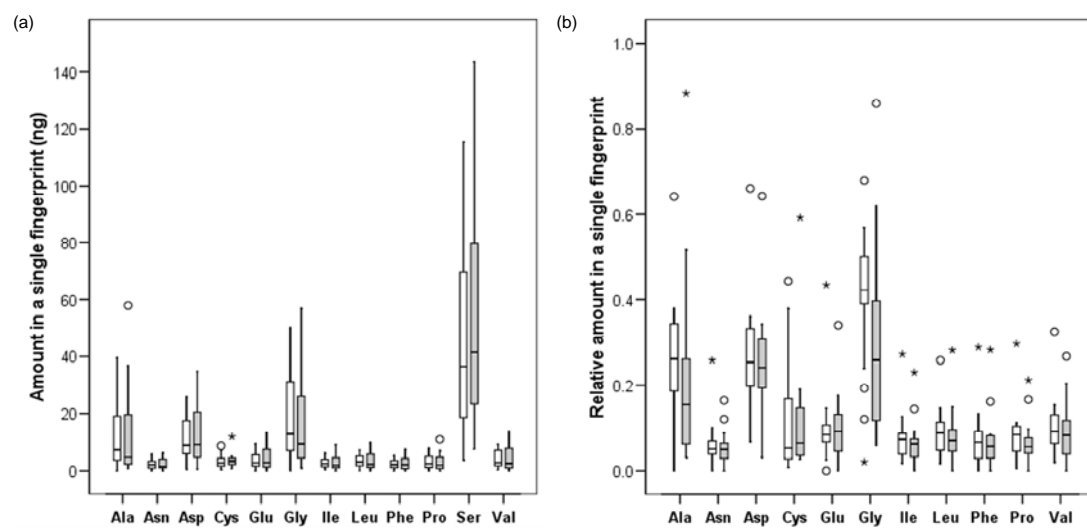 (a)
Amount in a single fingerprint (ng)
140
120
100
80
60
40
20
0
Ala Asn Asp Cys Glu Gly Ile Leu Phe Pro Ser Val
(b)
Relative amount in a single fingerprint
1.0
0.8
0.6
0.4
0.2
0.0
Ala Asn Asp Cys Glu Gly Ile Leu Phe Pro Val